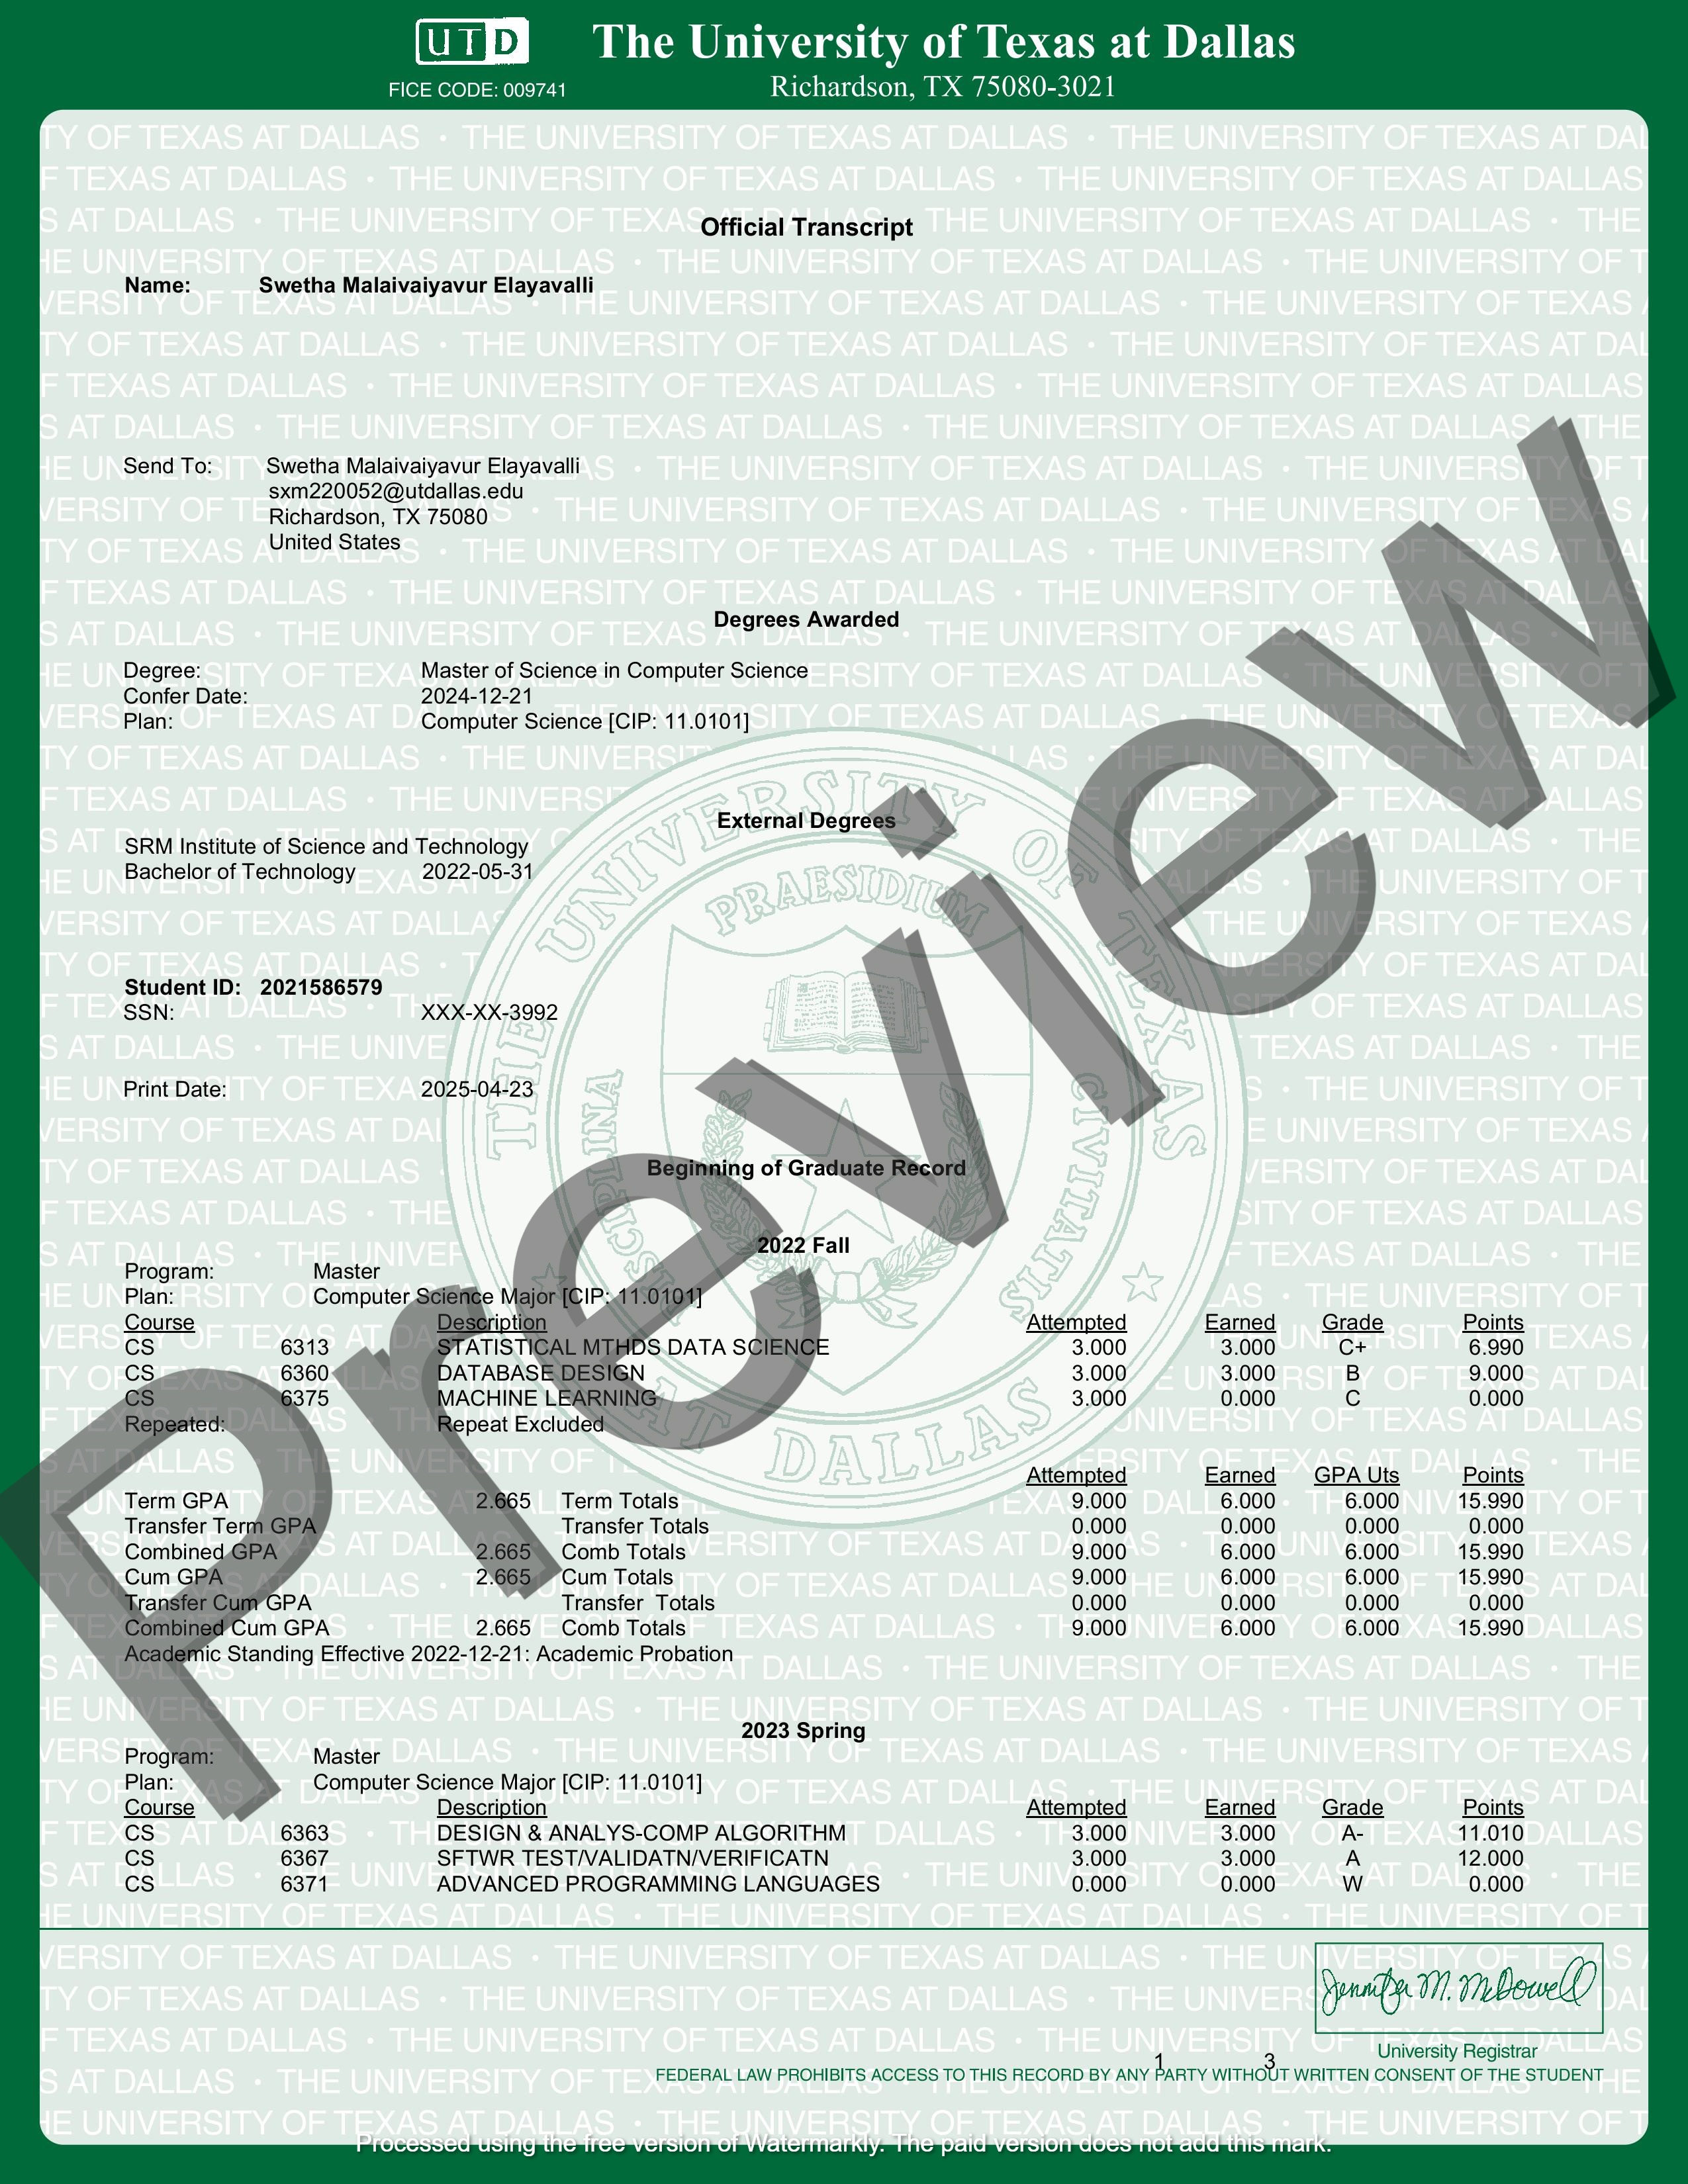 UTD The University of Texas at Dallas
FICE CODE: 009741 Richardson, TX 75080-3021
Official Transcript
Name: Swetha Malaivaiyavur Elayavalli
Send To: Swetha Malaivaiyavur Elayavalli
sxm220052@utdallas.edu
Richardson, TX 75080
United States
Degrees Awarded
Degree: Master of Science in Computer Science
Confer Date: 2024-12-21
Plan: Computer Science [CIP: 11.0101]
External Degrees
SRM Institute of Science and Technology
Bachelor of Technology 2022-05-31
Student ID: 2021586579
SSN: XXX-XX-3992
Print Date: 2025-04-23
Beginning of Graduate Record
2022 Fall
Program: Master
Plan: Computer Science Major [CIP: 11.0101]
Course Description Attempted Earned Grade Points
CS 6313 STATISTICAL MTHDS DATA SCIENCE 3.000 3.000 C+ 6.990
CS 6360 DATABASE DESIGN 3.000 3.000 B 9.000
CS 6375 MACHINE LEARNING 3.000 0.000 C 0.000
Repeated: Repeat Excluded
Attempted Earned GPA Uts Points
Term GPA 2.665 Term Totals 9.000 6.000 6.000 15.990
Transfer Term GPA Transfer Totals 0.000 0.000 0.000 0.000
Combined GPA 2.665 Comb Totals 9.000 6.000 6.000 15.990
Cum GPA 2.665 Cum Totals 9.000 6.000 6.000 15.990
Transfer Cum GPA Transfer Totals 0.000 0.000 0.000 0.000
Combined Cum GPA 2.665 Comb Totals 9.000 6.000 6.000 15.990
Academic Standing Effective 2022-12-21: Academic Probation
2023 Spring
Program: Master
Plan: Computer Science Major [CIP: 11.0101]
Course Description Attempted Earned Grade Points
CS 6363 DESIGN & ANALYS-COMP ALGORITHM 3.000 3.000 A- 11.010
CS 6367 SFTWR TEST/VALIDATN/VERIFICATN 3.000 3.000 A 12.000
CS 6371 ADVANCED PROGRAMMING LANGUAGES 0.000 0.000 W 0.000
Jennifer M. McDowell
University Registrar
1 3
FEDERAL LAW PROHIBITS ACCESS TO THIS RECORD BY ANY PARTY WITHOUT WRITTEN CONSENT OF THE STUDENT
Processed using the free version of Watermarkly. The paid version does not add this mark.
Preview
THE UNIVERSITY OF TEXAS AT DALLAS
PRAESIDIUM
DISCIPLINA
CIVITATIS